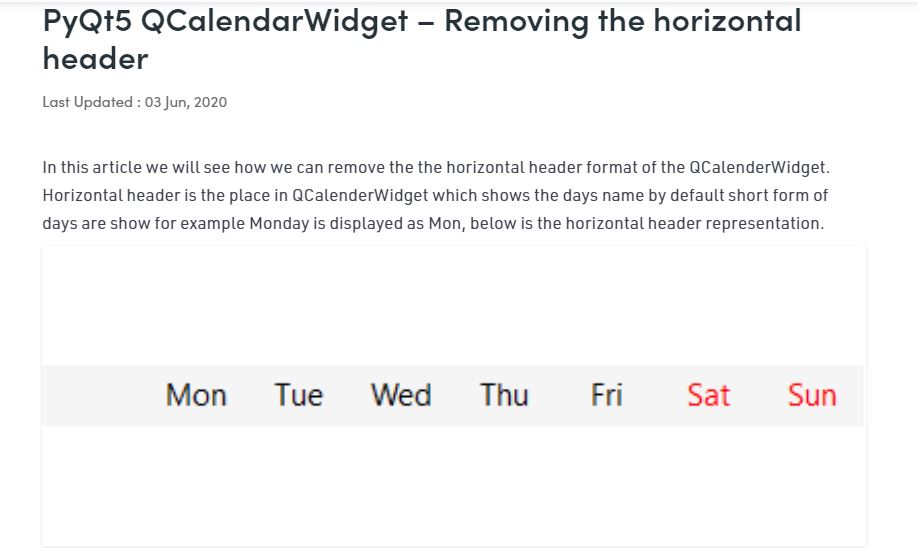 PyQt5 QCalendarWidget – Removing the horizontal
header
Last Updated : 03 Jun, 2020
In this article we will see how we can remove the the horizontal header format of the QCalenderWidget.
Horizontal header is the place in QCalenderWidget which shows the days name by default short form of
days are show for example Monday is displayed as Mon, below is the horizontal header representation.
Mon Tue Wed Thu Fri Sat Sun